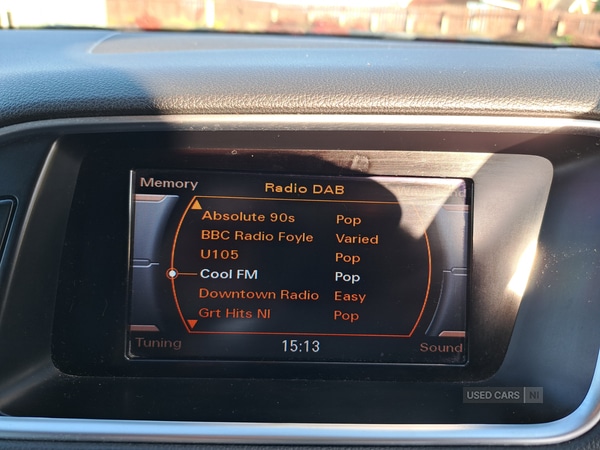 Memory
Radio DAB
Absolute 90s Pop
BBC Radio Foyle Varied
U105 Pop
Cool FM Pop
Downtown Radio Easy
Grt Hits NI Pop
Tuning
15:13
Sound
USED CARS NI